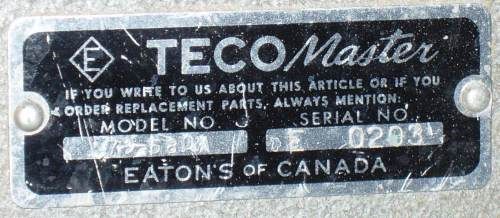 E TECO Master
IF YOU WRITE TO US ABOUT THIS ARTICLE, OR IF YOU
ORDER REPLACEMENT PARTS, ALWAYS MENTION:
MODEL NO SERIAL NO.
E 0203
EATON'S OF CANADA